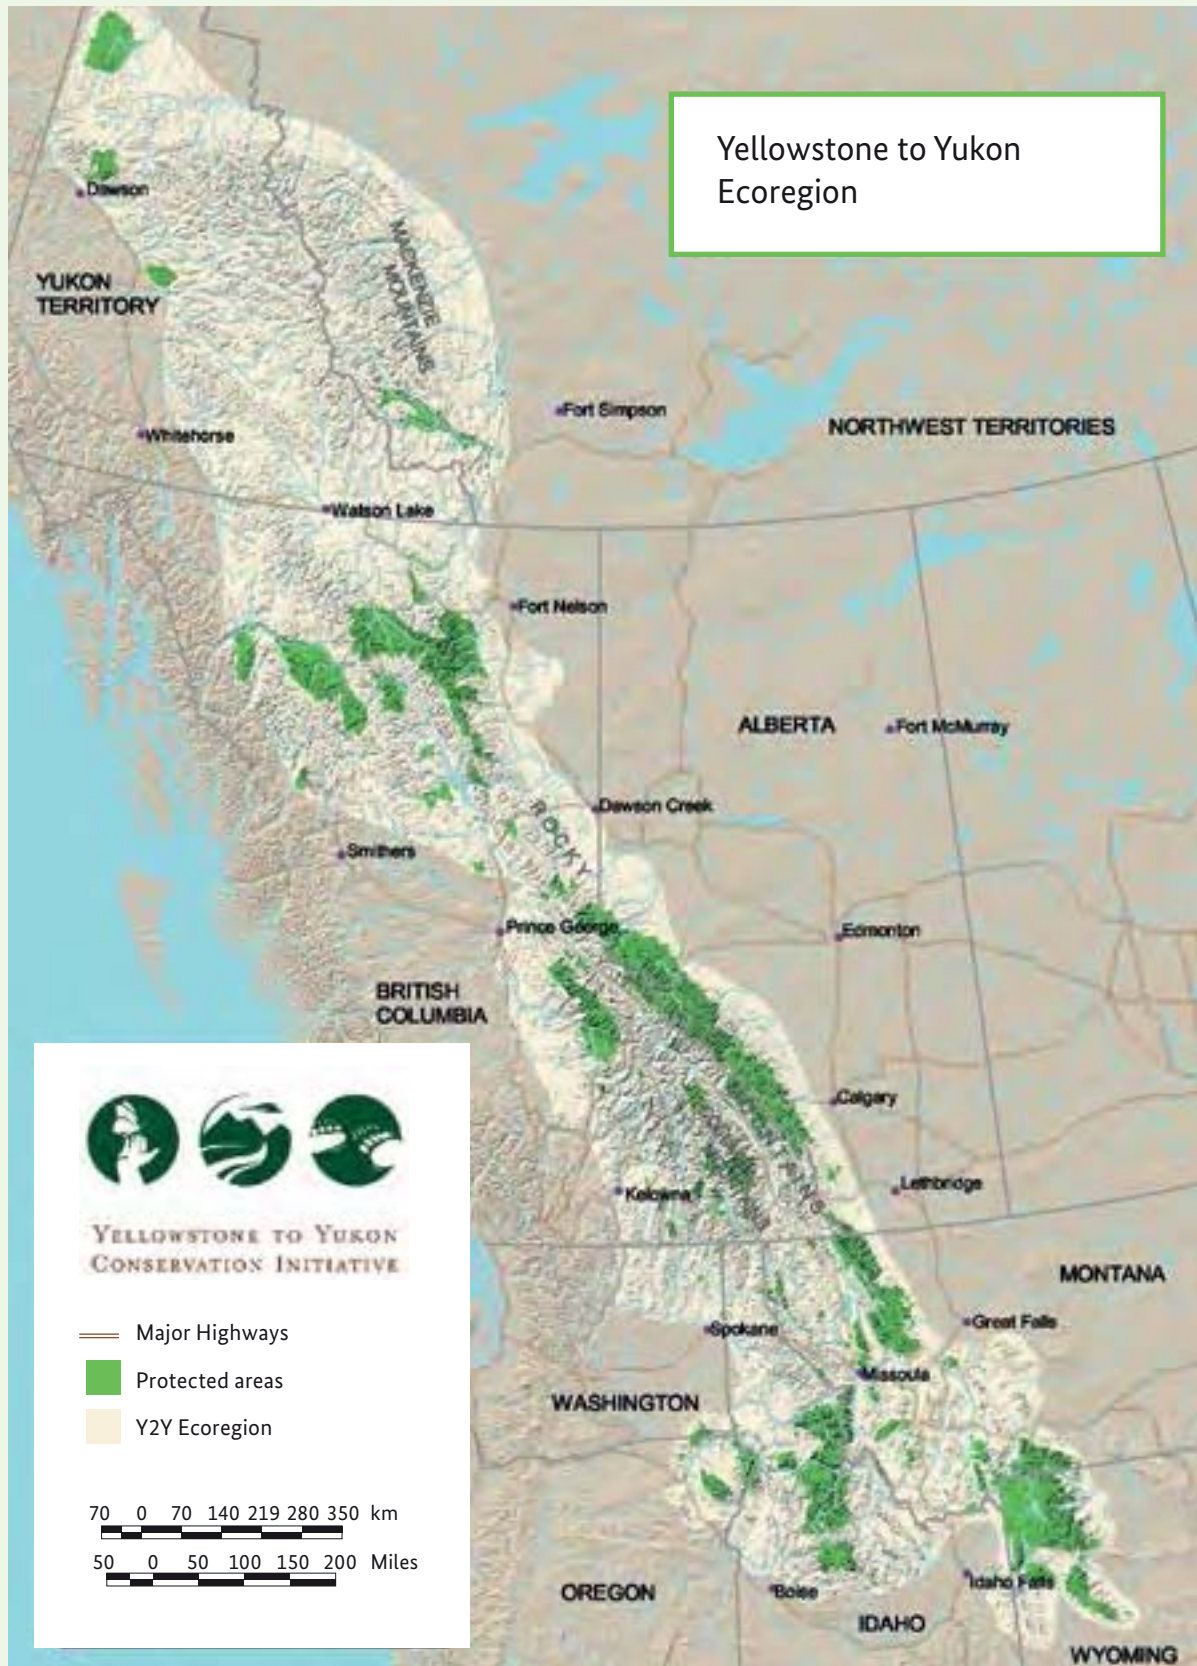 Yellowstone to Yukon
Ecoregion
Dawson
MACKENZIE
MOUNTAINS
YUKON
TERRITORY
Fort Simpson
NORTHWEST TERRITORIES
Whitehorse
Watson Lake
Fort Nelson
ALBERTA
Fort McMurray
ROCKY
Dawson Creek
Smithers
Prince George
Edmonton
BRITISH
COLUMBIA
Calgary
Kelowna
Lethbridge
MONTANA
Great Falls
Spokane
Missoula
WASHINGTON
OREGON
Boise
Idaho Falls
IDAHO
WYOMING
YELLOWSTONE TO YUKON
CONSERVATION INITIATIVE
Major Highways
Protected areas
Y2Y Ecoregion
70 0 70 140 219 280 350 km
50 0 50 100 150 200 Miles